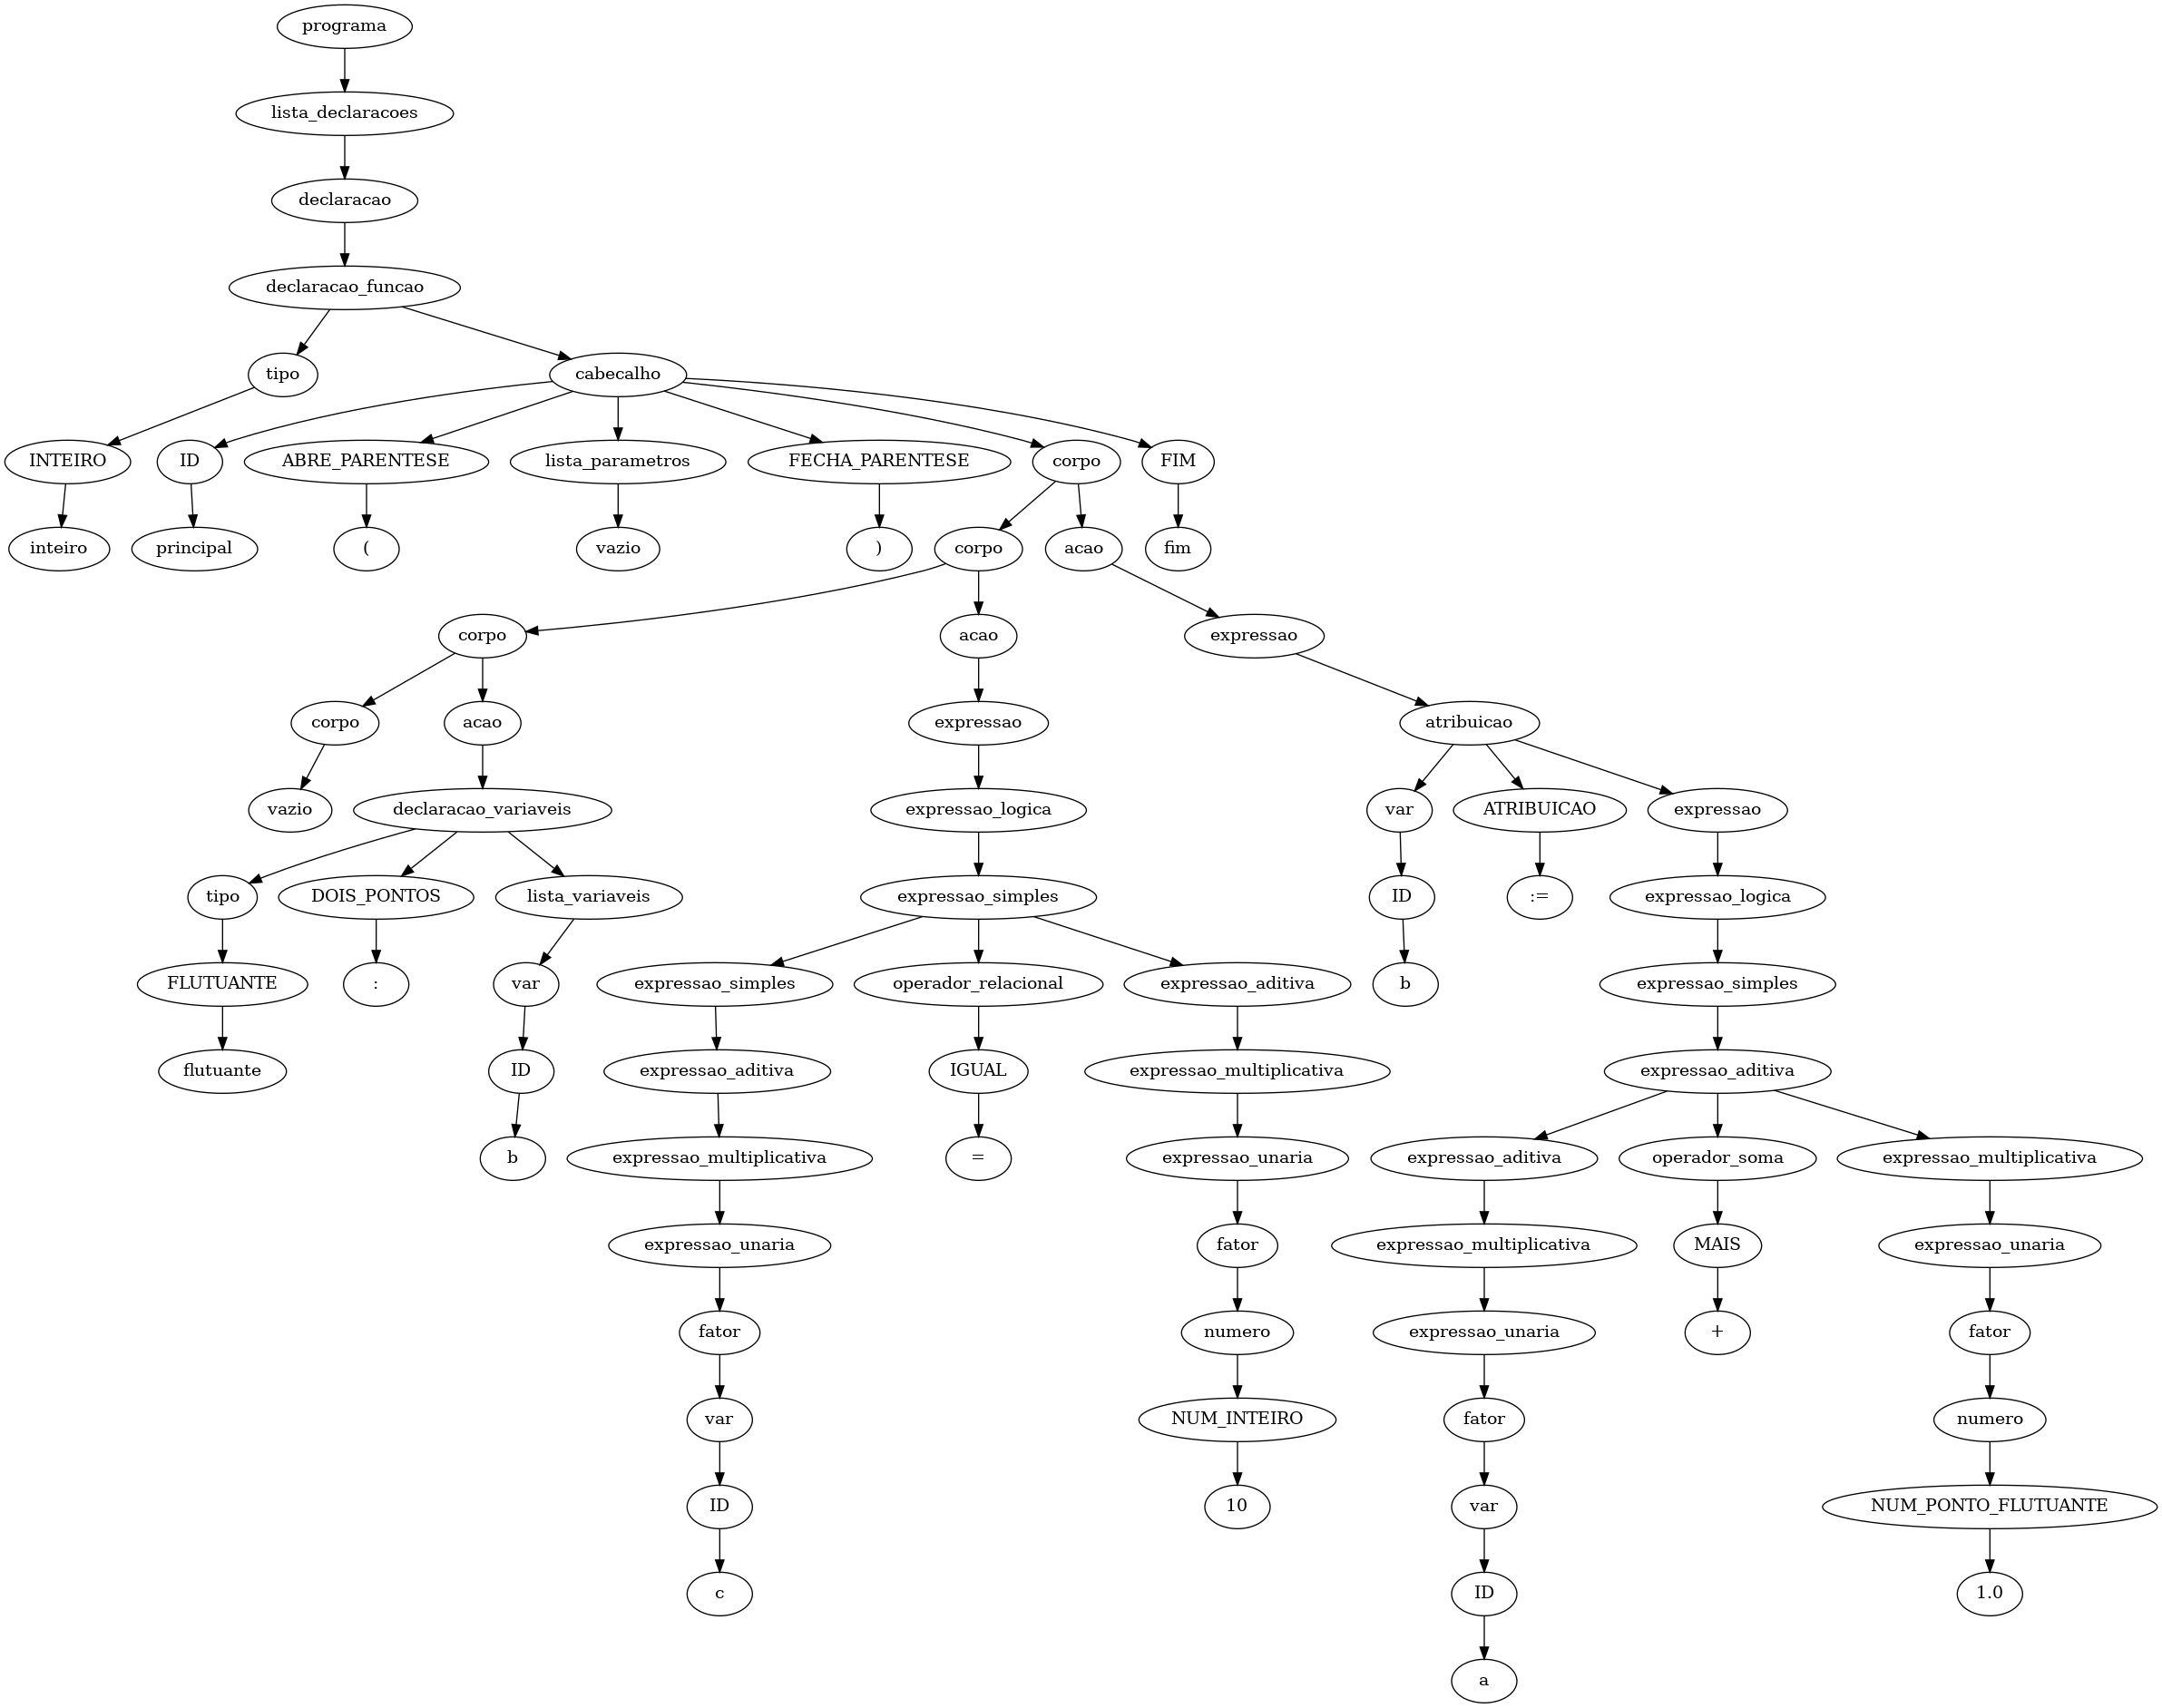 programa
lista_declaracoes
declaracao
declaracao_funcao
tipo cabecalho
INTEIRO ID ABRE_PARENTESE lista_parametros FECHA_PARENTESE corpo FIM
inteiro principal ( vazio ) corpo acao fim
corpo acao expressao
corpo acao expressao atribuicao
vazio declaracao_variaveis expressao_logica var ATRIBUICAO expressao
tipo DOIS_PONTOS lista_variaveis expressao_simples ID := expressao_logica
FLUTUANTE : var expressao_simples operador_relacional expressao_aditiva b expressao_simples
flutuante ID expressao_aditiva IGUAL expressao_multiplicativa expressao_aditiva
b expressao_multiplicativa = expressao_unaria expressao_aditiva operador_soma expressao_multiplicativa
expressao_unaria fator expressao_multiplicativa MAIS expressao_unaria
fator numero expressao_unaria + fator
var NUM_INTEIRO fator numero
ID 10 var NUM_PONTO_FLUTUANTE
c ID 1.0
a